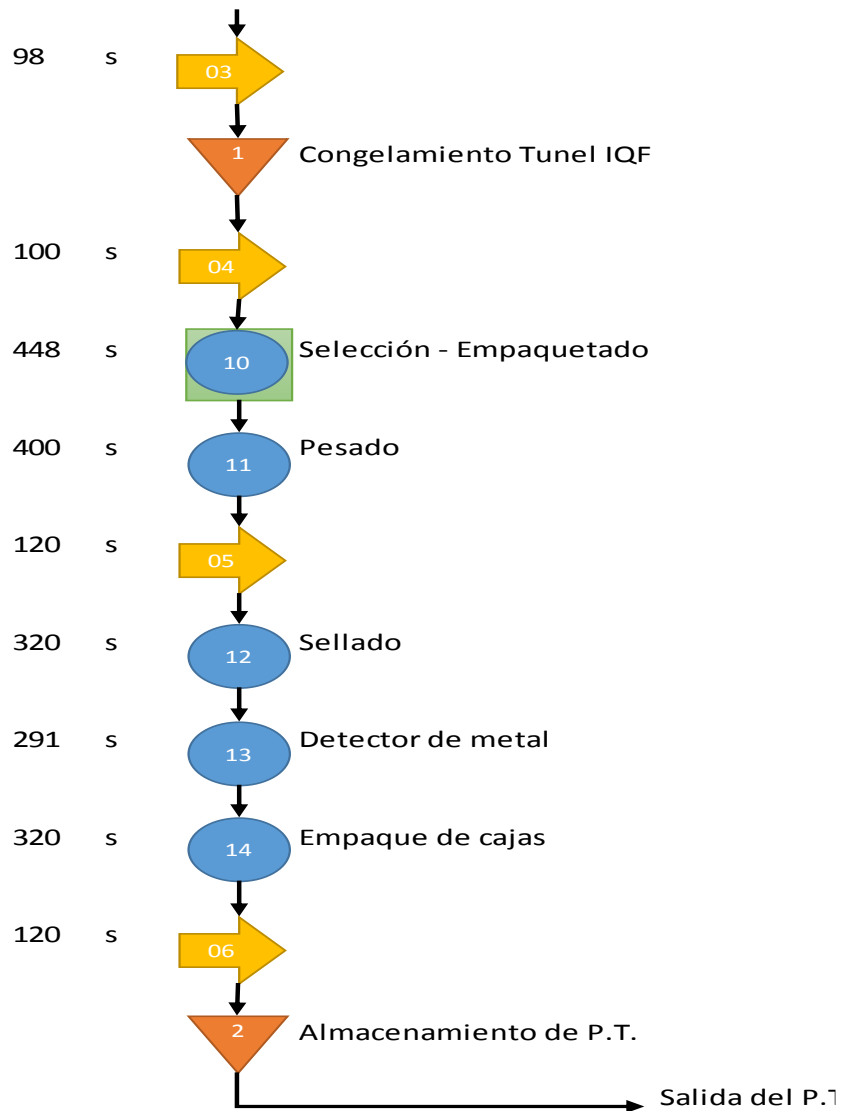 98 s 03
1 Congelamiento Tunel IQF
100 s 04
448 s 10 Selección - Empaquetado
400 s 11 Pesado
120 s 05
320 s 12 Sellado
291 s 13 Detector de metal
320 s 14 Empaque de cajas
120 s 06
2 Almacenamiento de P.T.
Salida del P.T